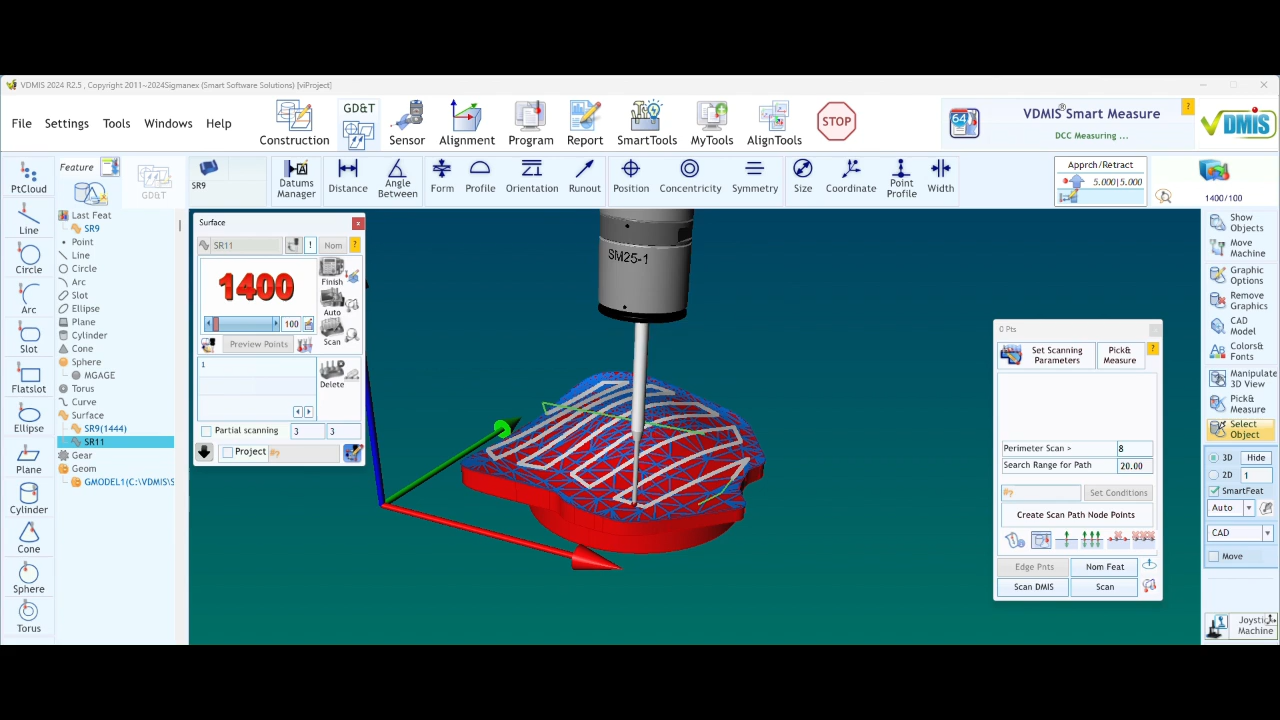 VDMIS 2024 R2.5 , Copyright 2011~2024Sigmanex (Smart Software Solutions) [viProject]
File Settings Tools Windows Help
Construction GD&T Sensor Alignment Program Report SmartTools MyTools AlignTools STOP
64
VDMIS® Smart Measure
DCC Measuring ...
?
VDMIS
PtCloud
Line
Circle
Arc
Slot
Flatslot
Ellipse
Plane
Cylinder
Cone
Sphere
Torus
Feature
GD&T
SR9
Datums Manager
Distance
Angle Between
Form
Profile
Orientation
Runout
Position
Concentricity
Symmetry
Size
Coordinate
Point Profile
Width
Apprch/Retract
5.000|5.000
1400/100
Last Feat
SR9
Point
Line
Circle
Arc
Slot
Ellipse
Plane
Cylinder
Cone
Sphere
MGAGE
Torus
Curve
Surface
SR9(1444)
SR11
Gear
Geom
GMODEL1(C:\VDMIS\S
Surface
x
SR11
!
Nom
?
1400
100
Finish
Auto
Scan
Preview Points
1
Delete
Partial scanning 3 3
Project
SM25-1
0 Pts
Set Scanning Parameters
Pick& Measure
?
Perimeter Scan > 8
Search Range for Path 20.00
Set Conditions
Create Scan Path Node Points
Edge Pnts Nom Feat
Scan DMIS Scan
Show Objects
Move Machine
Graphic Options
Remove Graphics
CAD Model
Colors& Fonts
Manipulate 3D View
Pick& Measure
Select Object
3D Hide
2D 1
SmartFeat
Auto
CAD
Move
Joystick
Machine